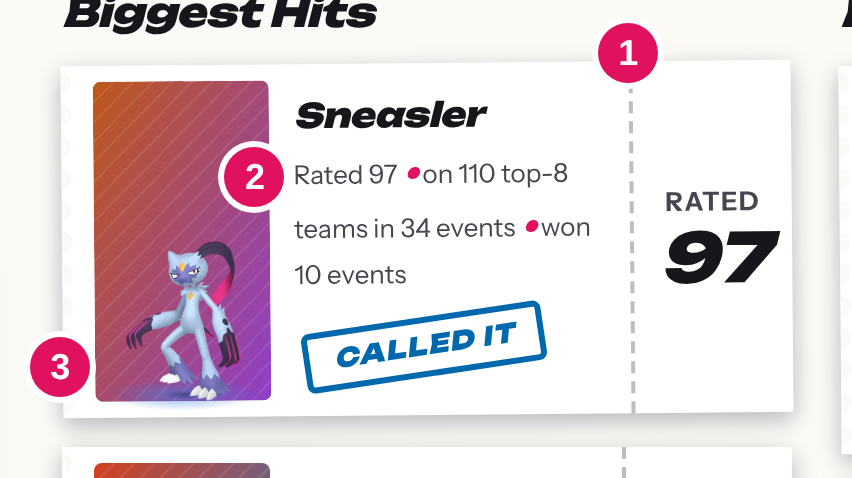 Biggest Hits
1
Sneasler
2
Rated 97 on 110 top-8
teams in 34 events won
10 events
RATED
97
CALLED IT
3